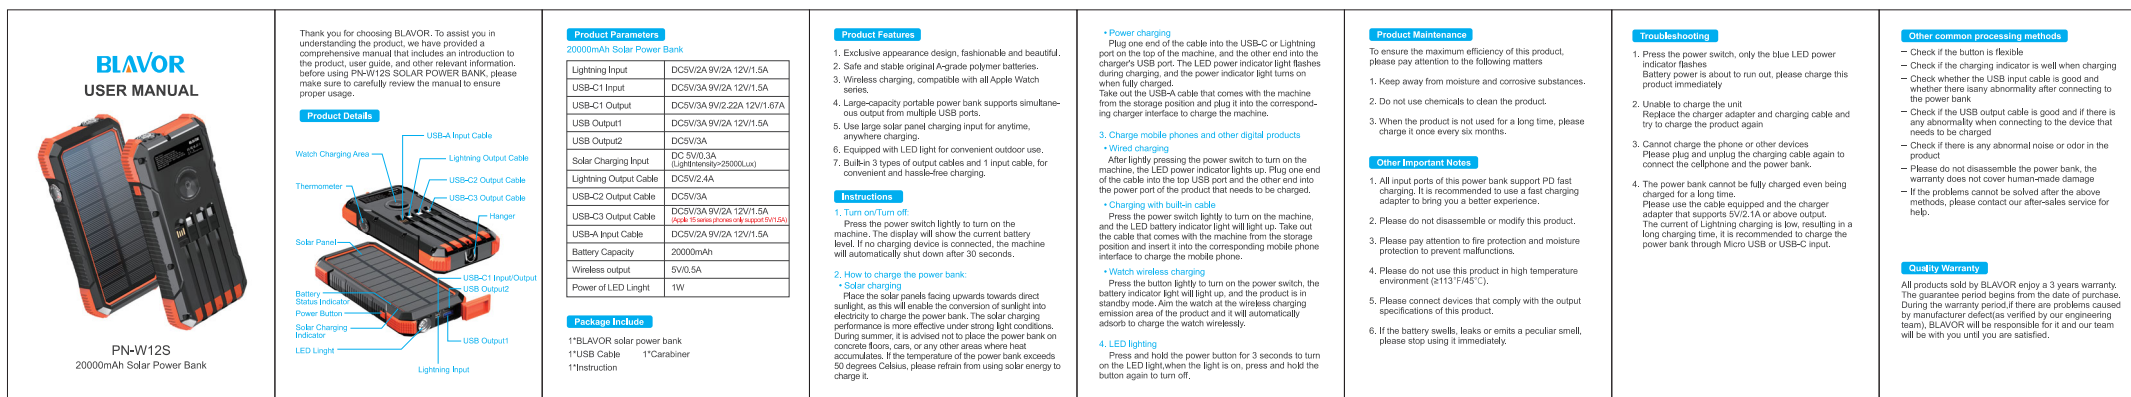 BLAVOR
USER MANUAL
PN-W12S
20000mAh Solar Power Bank
Thank you for choosing BLAVOR. To assist you in
understanding the product, we have provided a
comprehensive manual that includes an introduction to
the product, user guide, and other relevant information.
before using PN-W12S SOLAR POWER BANK, please
make sure to carefully review the manual to ensure
proper usage.
Product Details
USB-A Input Cable
Watch Charging Area
Lightning Output Cable
USB-C2 Output Cable
Thermometer
USB-C3 Output Cable
Hanger
Solar Panel
USB-C1 Input/Output
USB Output2
Battery
Status Indicator
Power Button
Solar Charging
Indicator
USB Output1
LED Linght
Lightning Input
Product Parameters
20000mAh Solar Power Bank
Lightning Input DC5V/2A 9V/2A 12V/1.5A
USB-C1 Input DC5V/3A 9V/2A 12V/1.5A
USB-C1 Output DC5V/3A 9V/2.22A 12V/1.67A
USB Output1 DC5V/3A 9V/2A 12V/1.5A
USB Output2 DC5V/3A
Solar Charging Input DC 5V/0.3A
(LightIntensity>25000Lux)
Lightning Output Cable DC5V/2.4A
USB-C2 Output Cable DC5V/3A
USB-C3 Output Cable DC5V/3A 9V/2A 12V/1.5A
(Apple 15 series phones only support 5V/1.5A)
USB-A Input Cable DC5V/2A 9V/2A 12V/1.5A
Battery Capacity 20000mAh
Wireless output 5V/0.5A
Power of LED Linght 1W
Package Include
1*BLAVOR solar power bank
1*USB Cable 1*Carabiner
1*Instruction
Product Features
1. Exclusive appearance design, fashionable and beautiful.
2. Safe and stable original A-grade polymer batteries.
3. Wireless charging, compatible with all Apple Watch
series.
4. Large-capacity portable power bank supports simultane-
ous output from multiple USB ports.
5. Use large solar panel charging input for anytime,
anywhere charging.
6. Equipped with LED light for convenient outdoor use.
7. Built-in 3 types of output cables and 1 input cable, for
convenient and hassle-free charging.
Instructions
1. Turn on/Turn off:
Press the power switch lightly to turn on the
machine. The display will show the current battery
level. If no charging device is connected, the machine
will automatically shut down after 30 seconds.
2. How to charge the power bank:
• Solar charging
Place the solar panels facing upwards towards direct
sunlight, as this will enable the conversion of sunlight into
electricity to charge the power bank. The solar charging
performance is more effective under strong light conditions.
During summer, it is advised not to place the power bank on
concrete floors, cars, or any other areas where heat
accumulates. If the temperature of the power bank exceeds
50 degrees Celsius, please refrain from using solar energy to
charge it.
• Power charging
Plug one end of the cable into the USB-C or Lightning
port on the top of the machine, and the other end into the
charger's USB port. The LED power indicator light flashes
during charging, and the power indicator light turns on
when fully charged.
Take out the USB-A cable that comes with the machine
from the storage position and plug it into the correspond-
ing charger interface to charge the machine.
3. Charge mobile phones and other digital products
• Wired charging
After lightly pressing the power switch to turn on the
machine, the LED power indicator lights up. Plug one end
of the cable into the top USB port and the other end into
the power port of the product that needs to be charged.
• Charging with built-in cable
Press the power switch lightly to turn on the machine,
and the LED battery indicator light will light up. Take out
the cable that comes with the machine from the storage
position and insert it into the corresponding mobile phone
interface to charge the mobile phone.
• Watch wireless charging
Press the button lightly to turn on the power switch, the
battery indicator light will light up, and the product is in
standby mode. Aim the watch at the wireless charging
emission area of the product and it will automatically
adsorb to charge the watch wirelessly.
4. LED lighting
Press and hold the power button for 3 seconds to turn
on the LED light,when the light is on, press and hold the
button again to turn off.
Product Maintenance
To ensure the maximum efficiency of this product,
please pay attention to the following matters
1. Keep away from moisture and corrosive substances.
2. Do not use chemicals to clean the product.
3. When the product is not used for a long time, please
charge it once every six months.
Other Important Notes
1. All input ports of this power bank support PD fast
charging. It is recommended to use a fast charging
adapter to bring you a better experience.
2. Please do not disassemble or modify this product.
3. Please pay attention to fire protection and moisture
protection to prevent malfunctions.
4. Please do not use this product in high temperature
environment (≥113°F/45°C).
5. Please connect devices that comply with the output
specifications of this product.
6. If the battery swells, leaks or emits a peculiar smell,
please stop using it immediately.
Troubleshooting
1. Press the power switch, only the blue LED power
indicator flashes
Battery power is about to run out, please charge this
product immediately
2. Unable to charge the unit
Replace the charger adapter and charging cable and
try to charge the product again
3. Cannot charge the phone or other devices
Please plug and unplug the charging cable again to
connect the cellphone and the power bank.
4. The power bank cannot be fully charged even being
charged for a long time.
Please use the cable equipped and the charger
adapter that supports 5V/2.1A or above output.
The current of Lightning charging is low, resulting in a
long charging time, it is recommended to charge the
power bank through Micro USB or USB-C input.
Other common processing methods
– Check if the button is flexible
– Check if the charging indicator is well when charging
– Check whether the USB input cable is good and
whether there isany abnormality after connecting to
the power bank
– Check if the USB output cable is good and if there is
any abnormality when connecting to the device that
needs to be charged
– Check if there is any abnormal noise or odor in the
product
– Please do not disassemble the power bank, the
warranty does not cover human-made damage
– If the problems cannot be solved after the above
methods, please contact our after-sales service for
help.
Quality Warranty
All products sold by BLAVOR enjoy a 3 years warranty.
The guarantee period begins from the date of purchase.
During the warranty period,if there are problems caused
by manufacturer defect(as verified by our engineering
team), BLAVOR will be responsible for it and our team
will be with you until you are satisfied.